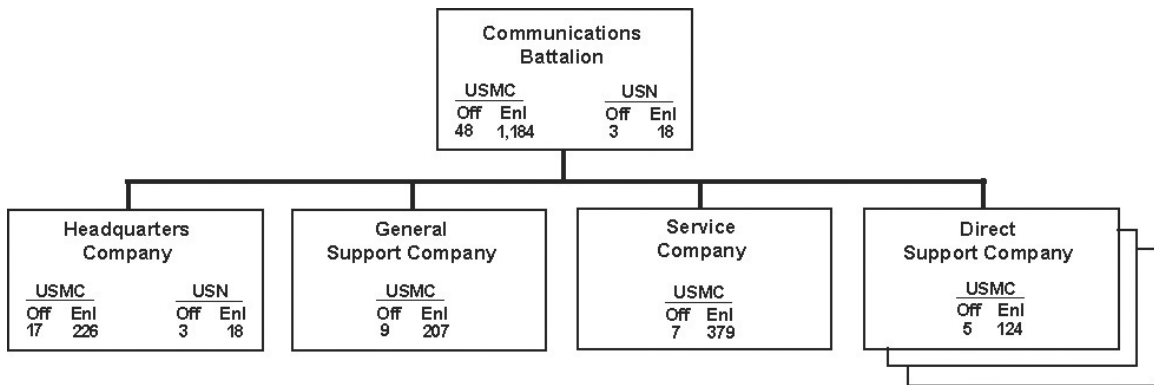 Communications
Battalion
USMC USN
Off Enl Off Enl
48 1,184 3 18
Headquarters
Company
USMC USN
Off Enl Off Enl
17 226 3 18
General
Support Company
USMC
Off Enl
9 207
Service
Company
USMC
Off Enl
7 379
Direct
Support Company
USMC
Off Enl
5 124